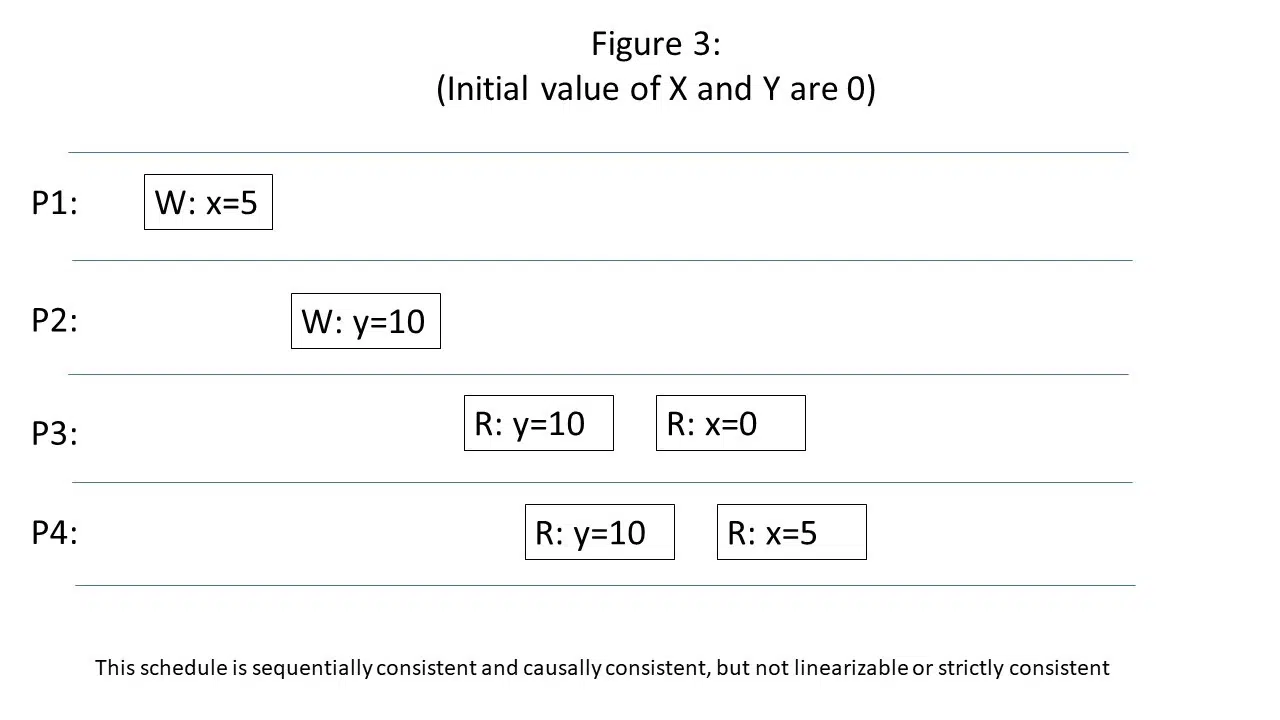 Figure 3:
(Initial value of X and Y are 0)
P1: W: x=5
P2: W: y=10
P3: R: y=10 R: x=0
P4: R: y=10 R: x=5
This schedule is sequentially consistent and causally consistent, but not linearizable or strictly consistent